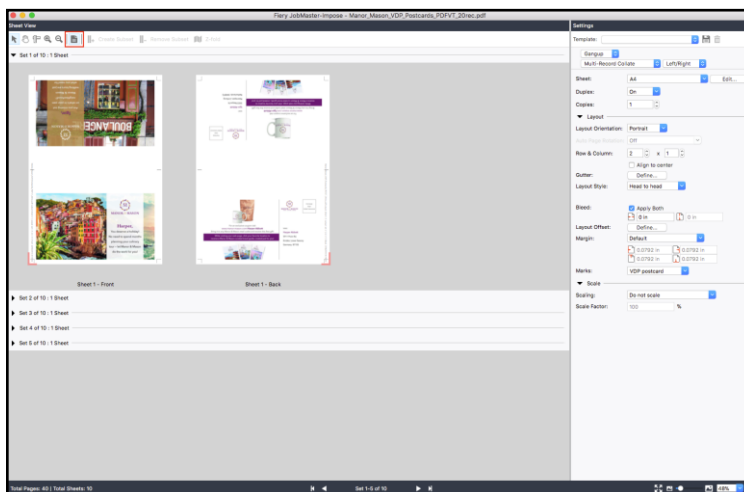 Fiery JobMaster-Impose - Manor_Mason_VDP_Postcards_PDFVT_20rec.pdf
Sheet View
Settings
Create Subset
Remove Subset
Z-Fold
Template:
Set 1 of 10 : 1 Sheet
Gangup
Multi-Record Collate
Left/Right
Sheet: A4 Edit...
Duplex: On
Copies: 1
Layout
Layout Orientation: Portrait
Off
Row & Column: 2 x 1
Align to center
Gutter: Define...
Layout Style: Head to head
Bleed: Apply Both
0 in 0 in
Layout Offset: Define...
Margin: Default
0.0792 in 0.0792 in
0.0792 in 0.0792 in
Marks: VDP postcard
Scale
Scaling: Do not scale
Scale Factor: 100 %
BOULANGE
Sheet 1 - Front
Sheet 1 - Back
Set 2 of 10 : 1 Sheet
Set 3 of 10 : 1 Sheet
Set 4 of 10 : 1 Sheet
Set 5 of 10 : 1 Sheet
Total Pages: 40 | Total Sheets: 10
Set 1-5 of 10
48%